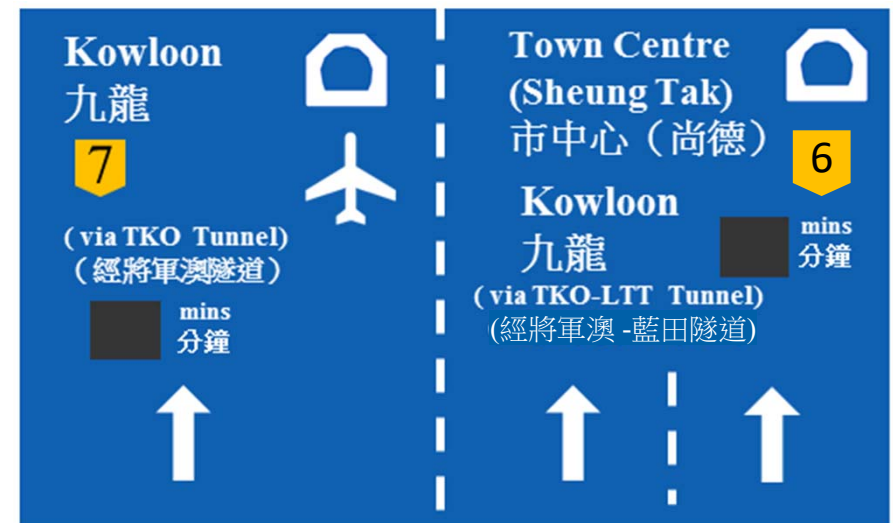 Kowloon
九龍
7
( via TKO Tunnel)
（經將軍澳隧道）
mins
分鐘
Town Centre
(Sheung Tak)
市中心（尚德）
6
Kowloon
九龍
mins
分鐘
( via TKO-LTT Tunnel)
(經將軍澳 -藍田隧道)